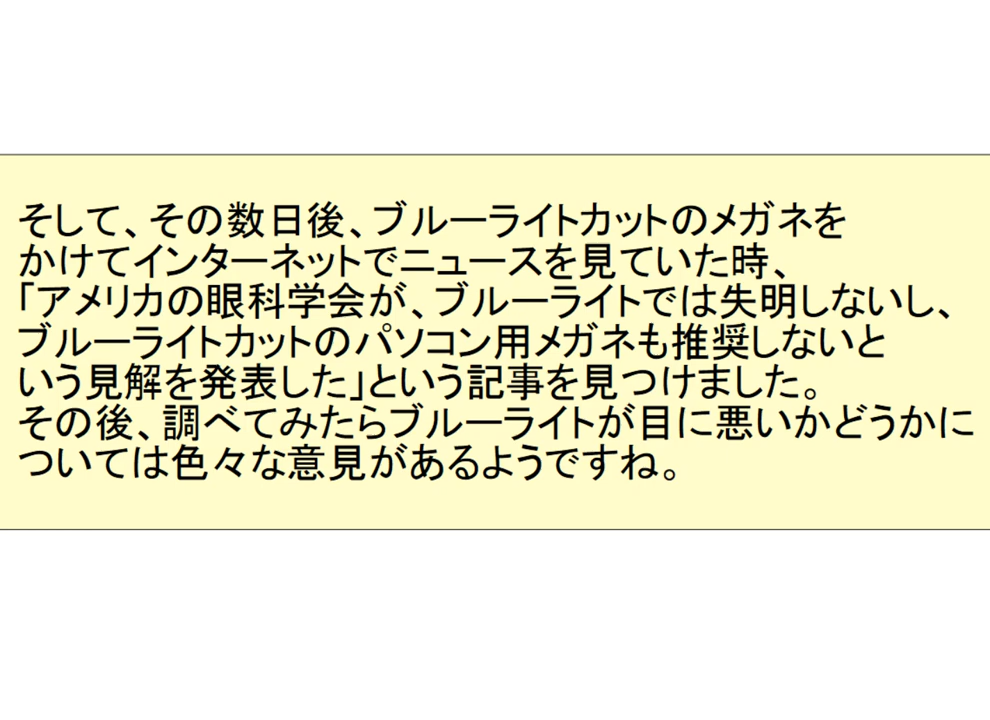 そして、その数日後、ブルーライトカットのメガネを
かけてインターネットでニュースを見ていた時、
「アメリカの眼科学会が、ブルーライトでは失明しないし、
ブルーライトカットのパソコン用メガネも推奨しないと
いう見解を発表した」という記事を見つけました。
その後、調べてみたらブルーライトが目に悪いかどうかに
ついては色々な意見があるようですね。